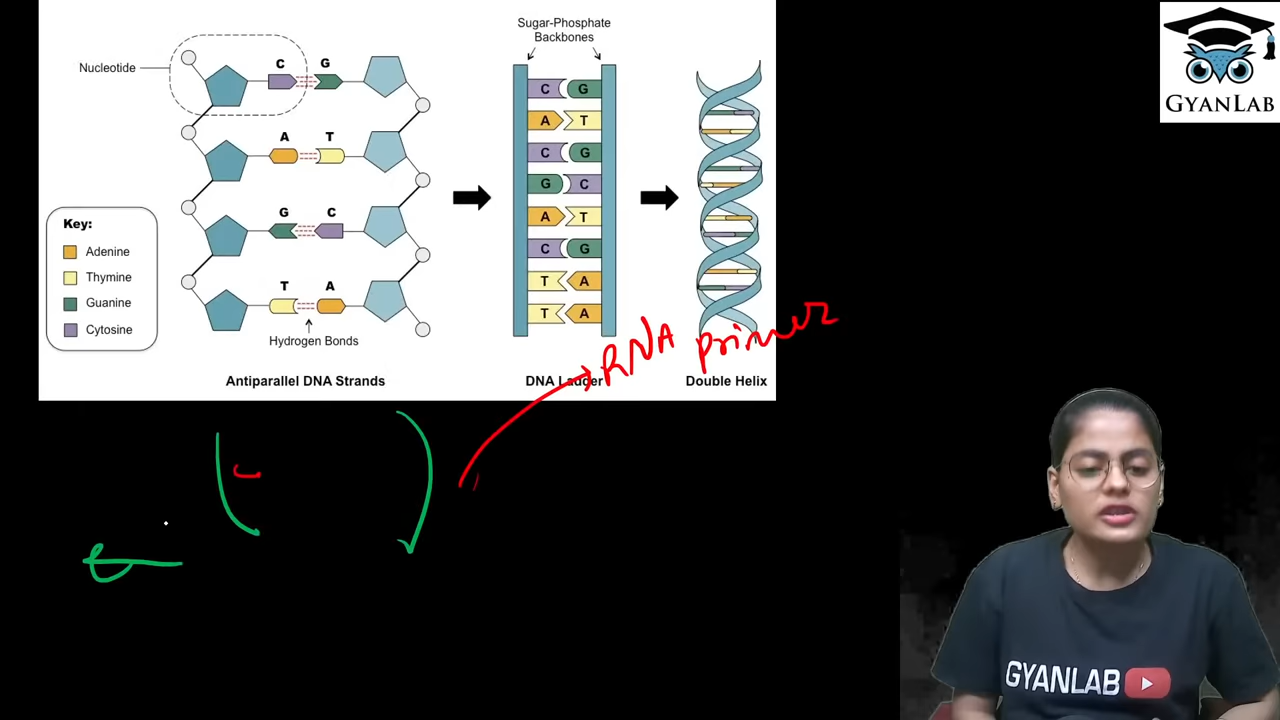 Nucleotide
C G
A T
G C
T A
Key:
Adenine
Thymine
Guanine
Cytosine
Hydrogen Bonds
Antiparallel DNA Strands
Sugar-Phosphate
Backbones
C G
A T
C G
G C
A T
C G
T A
T A
DNA Ladder
Double Helix
RNA primer
GYANLAB
GYANLAB